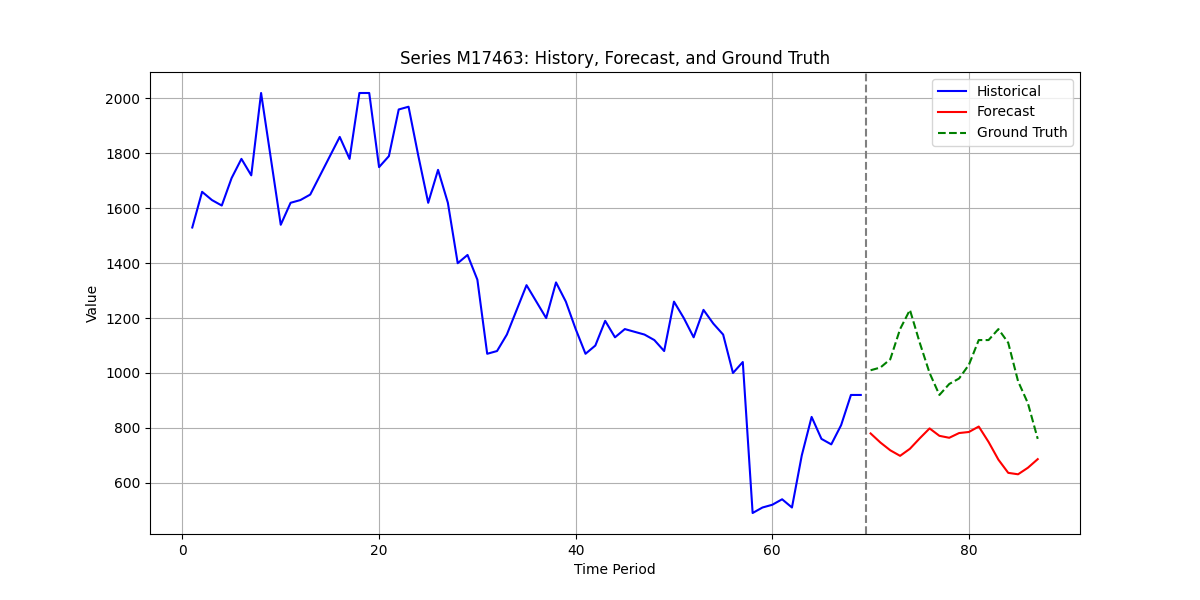 Series M17463: History, Forecast, and Ground Truth
Historical
Forecast
Ground Truth
Value
2000
1800
1600
1400
1200
1000
800
600
0 20 40 60 80
Time Period